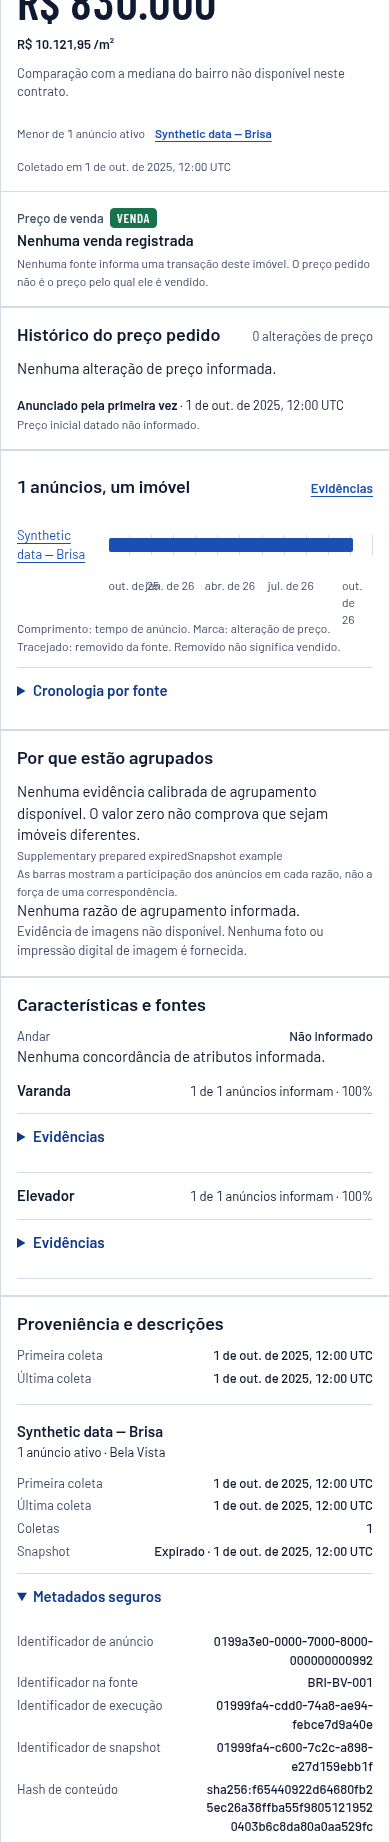 R$ 830.000
R$ 10.121,95 /m²
Comparação com a mediana do bairro não disponível neste
contrato.
Menor de 1 anúncio ativo Synthetic data — Brisa
Coletado em 1 de out. de 2025, 12:00 UTC
Preço de venda VENDA
Nenhuma venda registrada
Nenhuma fonte informa uma transação deste imóvel. O preço pedido
não é o preço pelo qual ele é vendido.
Histórico do preço pedido 0 alterações de preço
Nenhuma alteração de preço informada.
Anunciado pela primeira vez · 1 de out. de 2025, 12:00 UTC
Preço inicial datado não informado.
1 anúncios, um imóvel Evidências
Synthetic
data — Brisa
out. de 25 jan. de 26 abr. de 26 jul. de 26 out.
de
26
Comprimento: tempo de anúncio. Marca: alteração de preço.
Tracejado: removido da fonte. Removido não significa vendido.
Cronologia por fonte
Por que estão agrupados
Nenhuma evidência calibrada de agrupamento
disponível. O valor zero não comprova que sejam
imóveis diferentes.
Supplementary prepared expiredSnapshot example
As barras mostram a participação dos anúncios em cada razão, não a
força de uma correspondência.
Nenhuma razão de agrupamento informada.
Evidência de imagens não disponível. Nenhuma foto ou
impressão digital de imagem é fornecida.
Características e fontes
Andar Não informado
Nenhuma concordância de atributos informada.
Varanda 1 de 1 anúncios informam · 100%
Evidências
Elevador 1 de 1 anúncios informam · 100%
Evidências
Proveniência e descrições
Primeira coleta 1 de out. de 2025, 12:00 UTC
Última coleta 1 de out. de 2025, 12:00 UTC
Synthetic data — Brisa
1 anúncio ativo · Bela Vista
Primeira coleta 1 de out. de 2025, 12:00 UTC
Última coleta 1 de out. de 2025, 12:00 UTC
Coletas 1
Snapshot Expirado · 1 de out. de 2025, 12:00 UTC
Metadados seguros
Identificador de anúncio 0199a3e0-0000-7000-8000-
000000000992
Identificador na fonte BRI-BV-001
Identificador de execução 01999fa4-cdd0-74a8-ae94-
febce7d9a40e
Identificador de snapshot 01999fa4-c600-7c2c-a898-
e27d159ebb1f
Hash de conteúdo sha256:f65440922d64680fb2
5ec26a38ffba55f9805121952
0403b6c8da80a0aa529fc